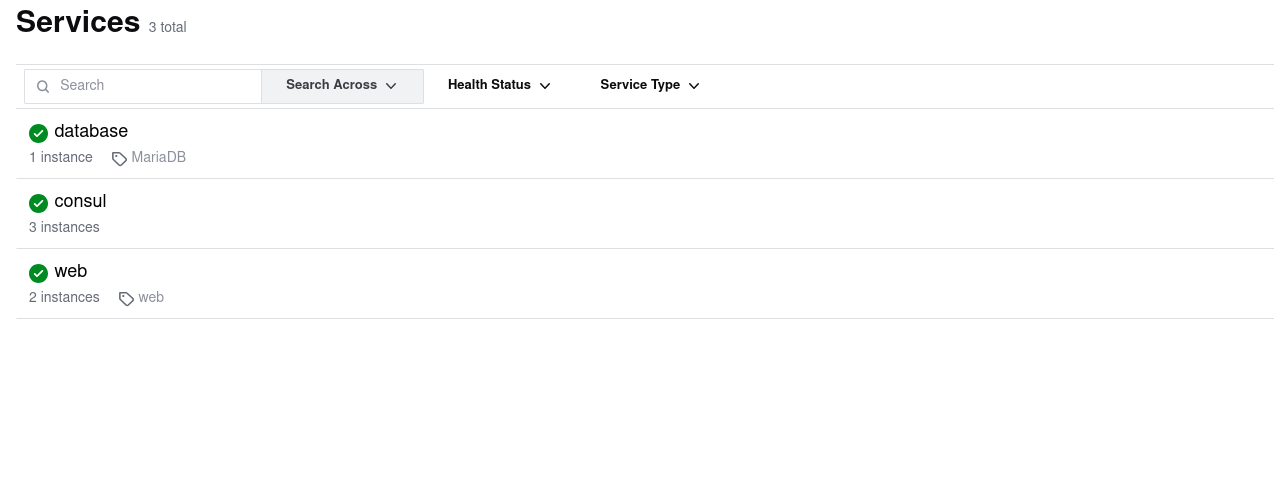 Services 3 total
Search Search Across Health Status Service Type
database
1 instance MariaDB
consul
3 instances
web
2 instances web